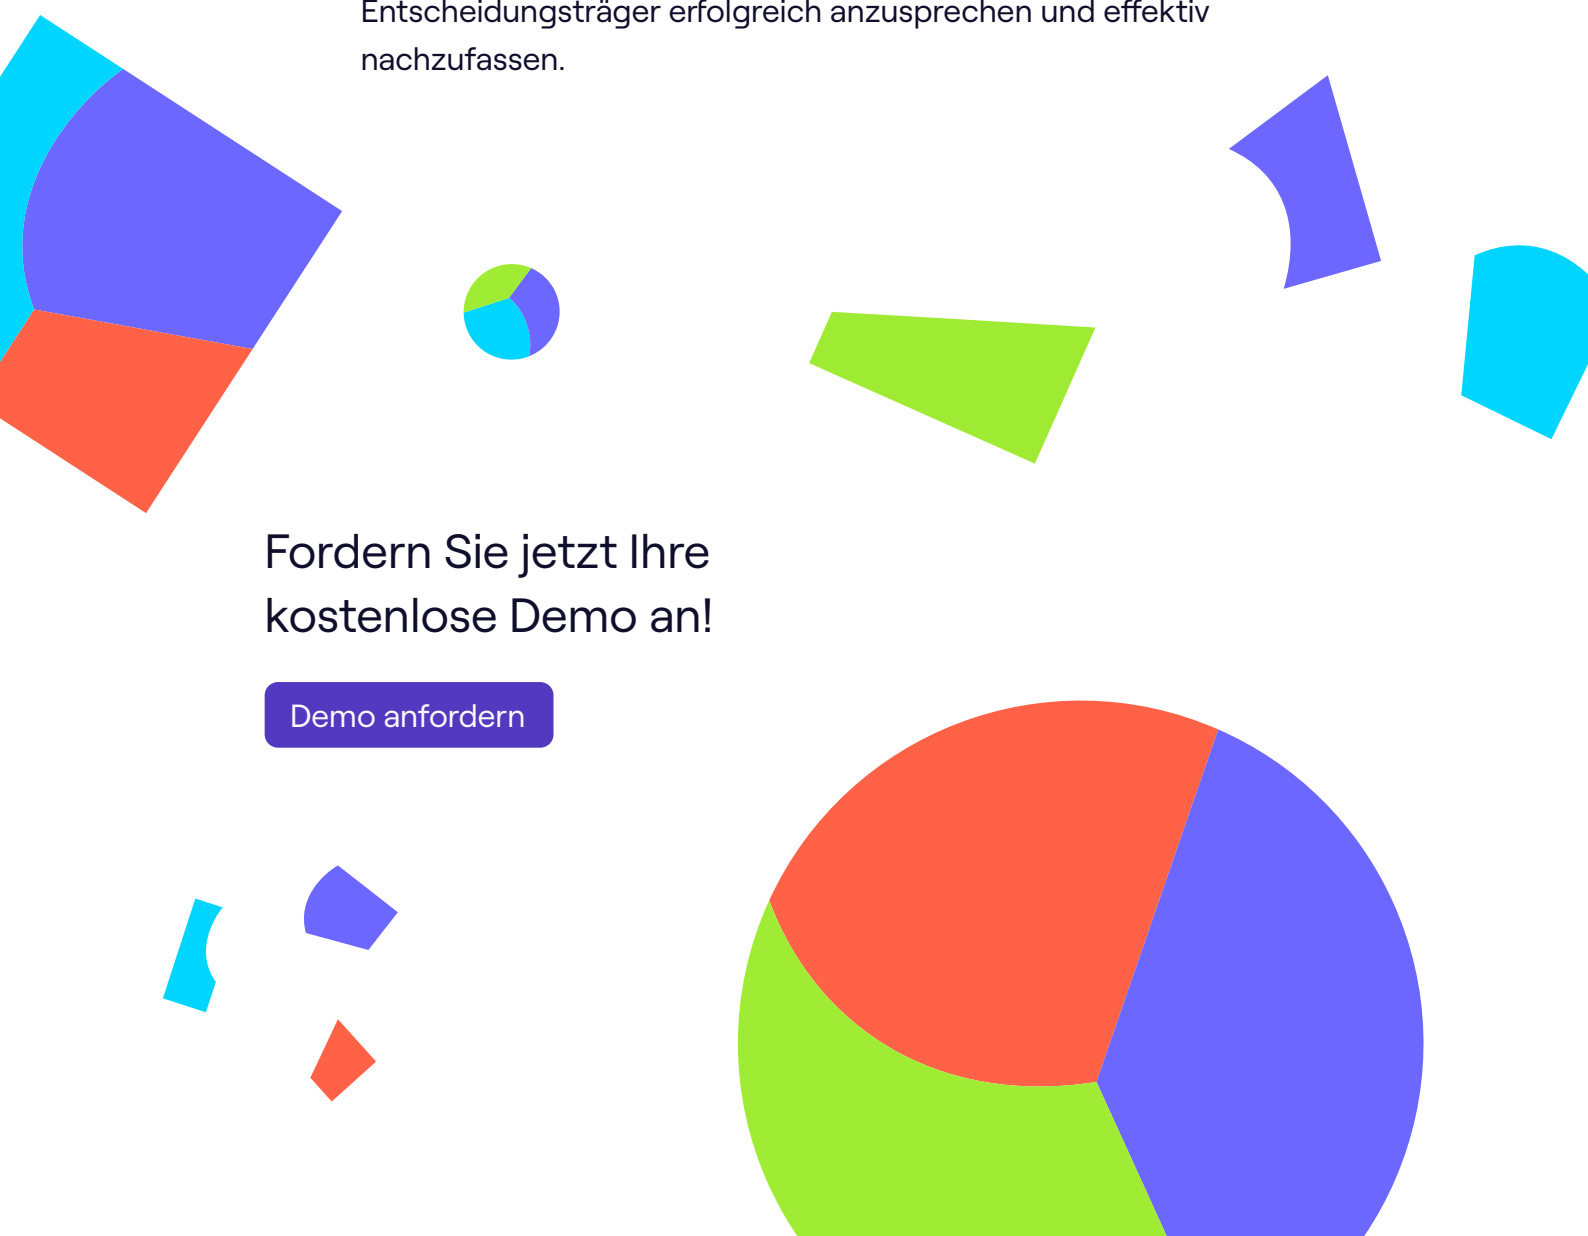 Entscheidungsträger erfolgreich anzusprechen und effektiv
nachzufassen.
Fordern Sie jetzt Ihre
kostenlose Demo an!
Demo anfordern